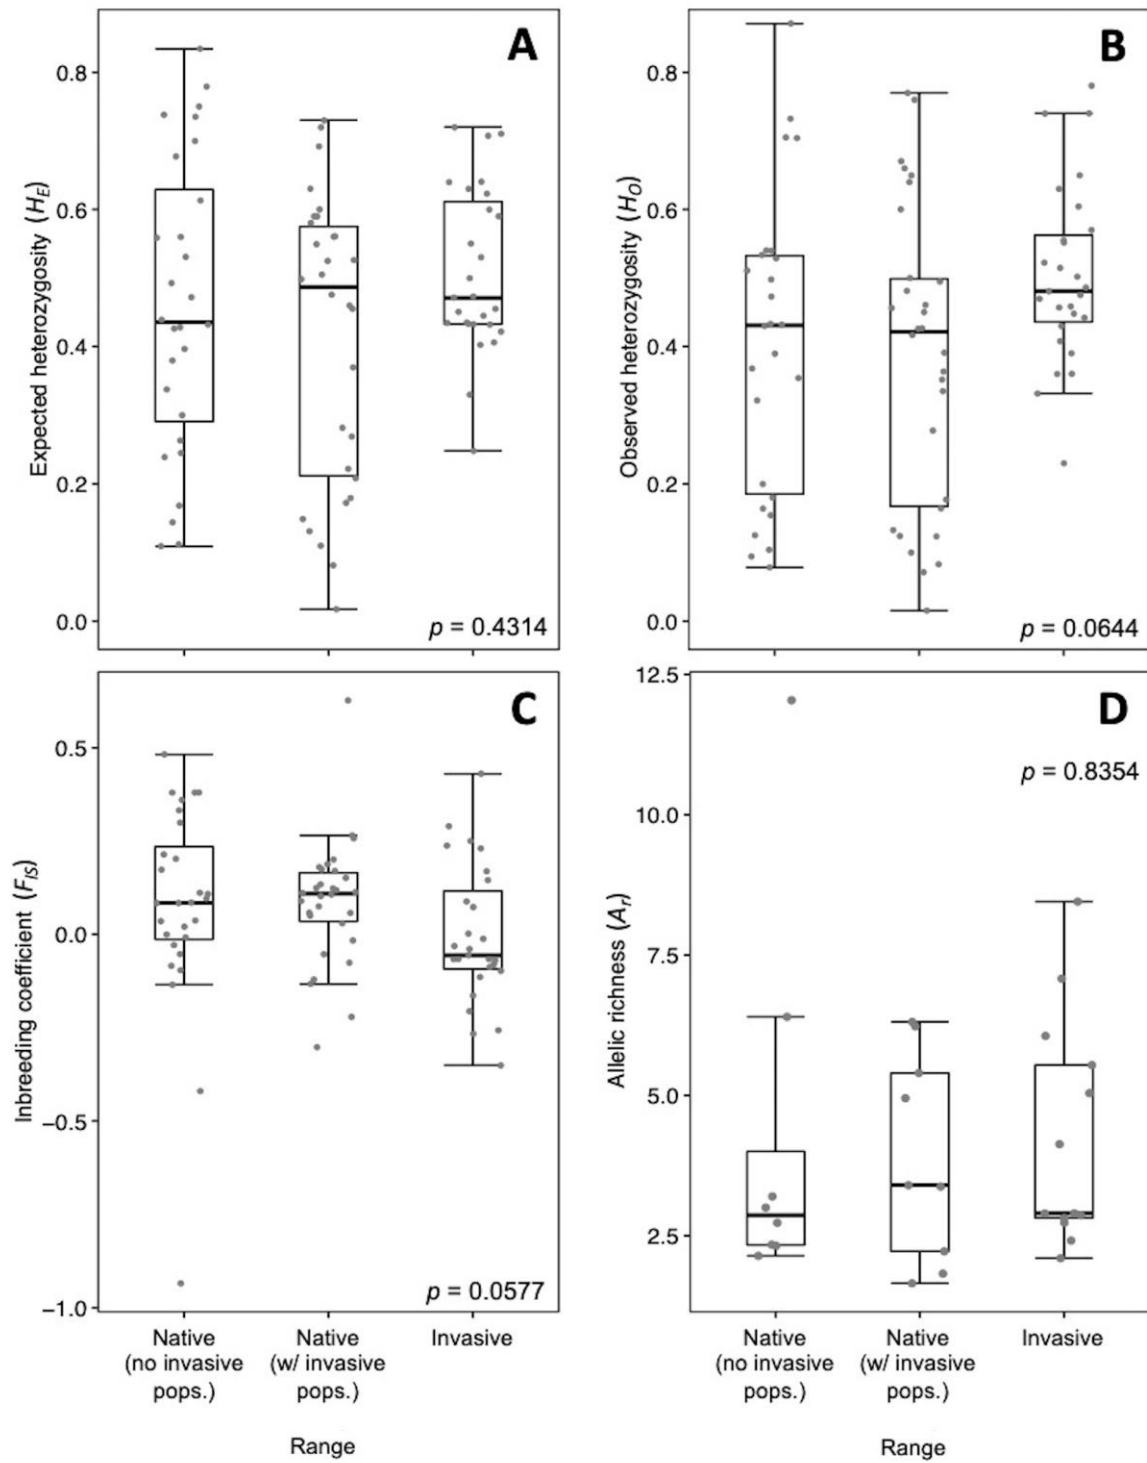 A
Expected heterozygosity (HE)
0.8
0.6
0.4
0.2
0.0
p = 0.4314
B
Observed heterozygosity (HO)
0.8
0.6
0.4
0.2
0.0
p = 0.0644
C
Inbreeding coefficient (FIS)
0.5
0.0
−0.5
−1.0
p = 0.0577
Native
(no invasive
pops.)
Native
(w/ invasive
pops.)
Invasive
Range
D
Allelic richness (Ar)
12.5
10.0
7.5
5.0
2.5
p = 0.8354
Native
(no invasive
pops.)
Native
(w/ invasive
pops.)
Invasive
Range